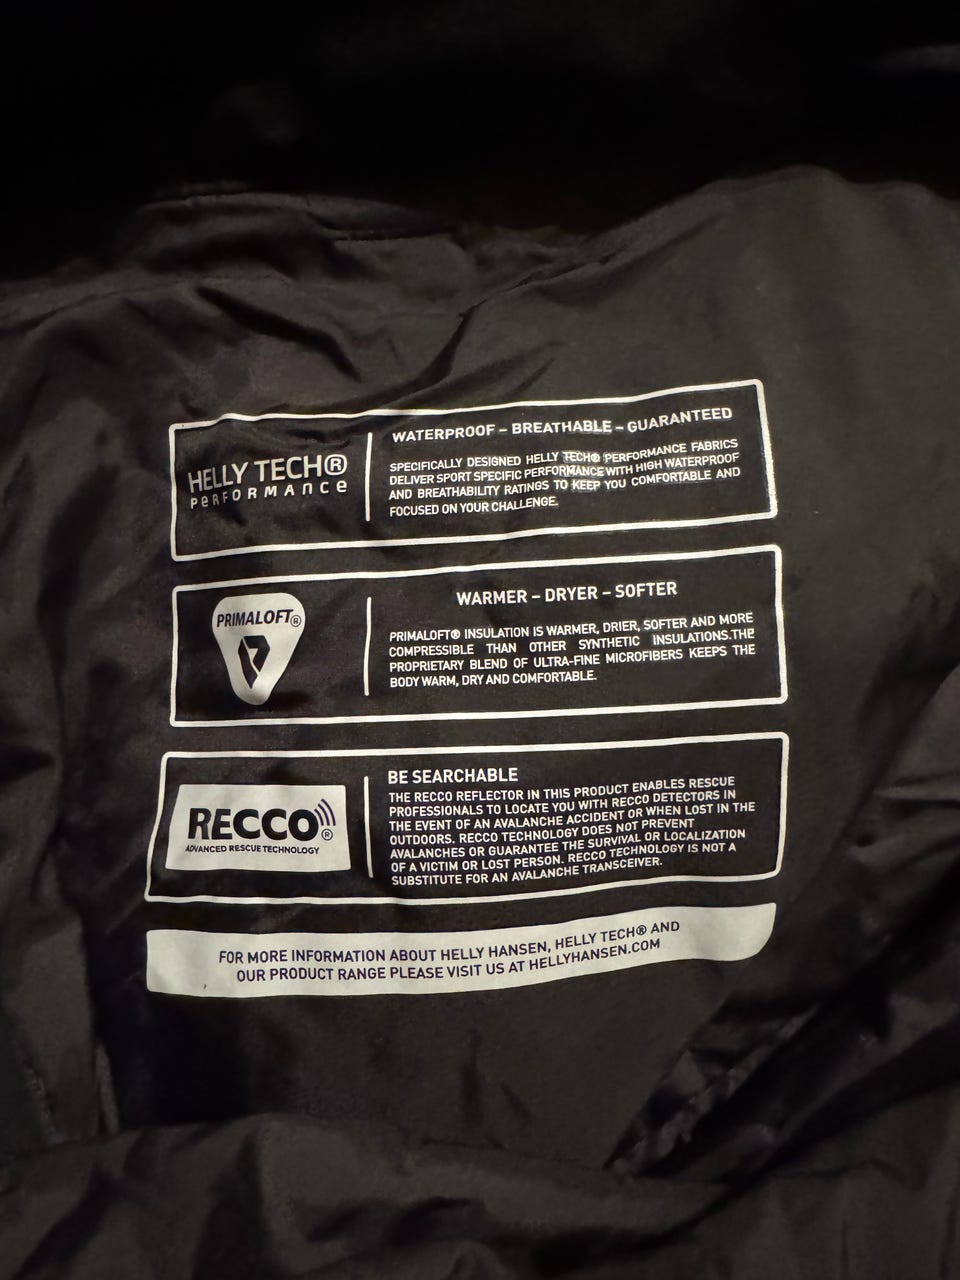 HELLY TECH®
PERFORMANCE
WATERPROOF – BREATHABLE – GUARANTEED
SPECIFICALLY DESIGNED HELLY TECH® PERFORMANCE FABRICS
DELIVER SPORT SPECIFIC PERFORMANCE WITH HIGH WATERPROOF
AND BREATHABILITY RATINGS TO KEEP YOU COMFORTABLE AND
FOCUSED ON YOUR CHALLENGE.
PRIMALOFT®
WARMER – DRYER – SOFTER
PRIMALOFT® INSULATION IS WARMER, DRIER, SOFTER AND MORE
COMPRESSIBLE THAN OTHER SYNTHETIC INSULATIONS.THE
PROPRIETARY BLEND OF ULTRA-FINE MICROFIBERS KEEPS THE
BODY WARM, DRY AND COMFORTABLE.
RECCO®
ADVANCED RESCUE TECHNOLOGY
BE SEARCHABLE
THE RECCO REFLECTOR IN THIS PRODUCT ENABLES RESCUE
PROFESSIONALS TO LOCATE YOU WITH RECCO DETECTORS IN
THE EVENT OF AN AVALANCHE ACCIDENT OR WHEN LOST IN THE
OUTDOORS. RECCO TECHNOLOGY DOES NOT PREVENT
AVALANCHES OR GUARANTEE THE SURVIVAL OR LOCALIZATION
OF A VICTIM OR LOST PERSON. RECCO TECHNOLOGY IS NOT A
SUBSTITUTE FOR AN AVALANCHE TRANSCEIVER.
FOR MORE INFORMATION ABOUT HELLY HANSEN, HELLY TECH® AND
OUR PRODUCT RANGE PLEASE VISIT US AT HELLYHANSEN.COM